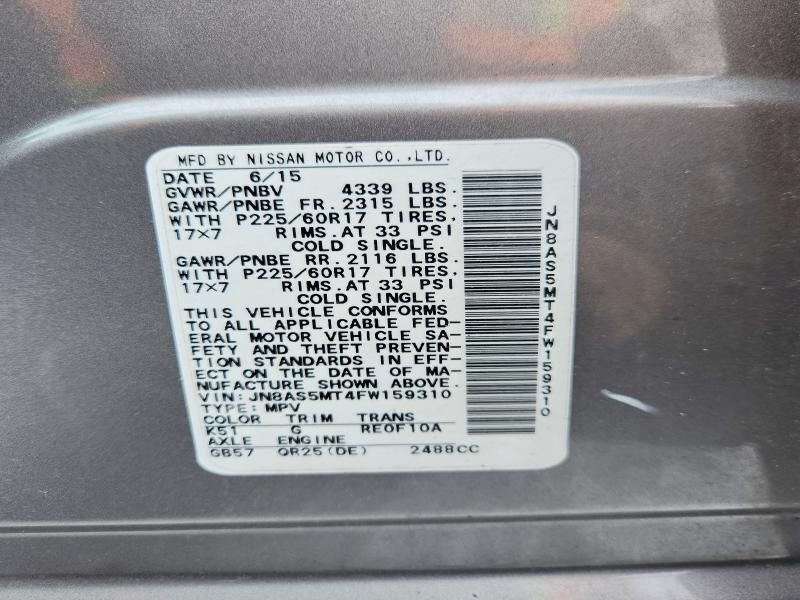 MFD BY NISSAN MOTOR CO.,LTD.
DATE 6/15
GVWR/PNBV 4339 LBS.
GAWR/PNBE FR. 2315 LBS.
WITH P225/60R17 TIRES,
17×7 RIMS.AT 33 PSI
COLD SINGLE.
GAWR/PNBE RR. 2116 LBS.
WITH P225/60R17 TIRES,
17×7 RIMS.AT 33 PSI
COLD SINGLE.
THIS VEHICLE CONFORMS
TO ALL APPLICABLE FED-
ERAL MOTOR VEHICLE SA-
FETY AND THEFT PREVEN-
TION STANDARDS IN EFF-
ECT ON THE DATE OF MA-
NUFACTURE SHOWN ABOVE.
VIN: JN8AS5MT4FW159310
TYPE: MPV
COLOR TRIM TRANS
K51 G RE0F10A
AXLE ENGINE
GB57 QR25(DE) 2488CC
JN8AS5MT4FW159310